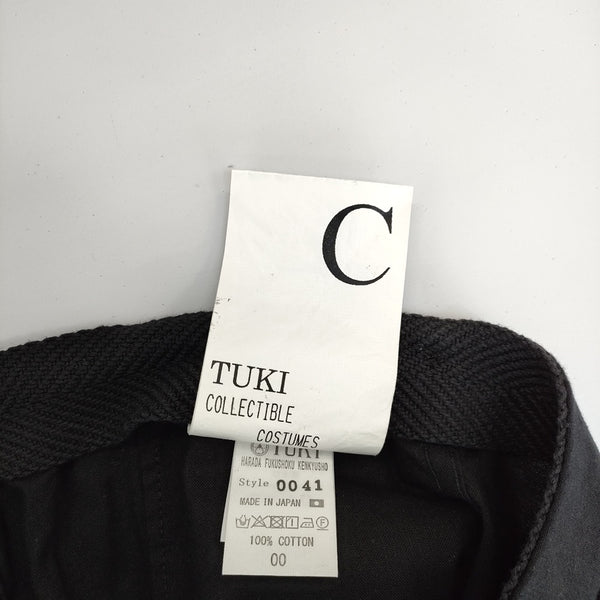 C
TUKI
COLLECTIBLE
COSTUMES
TUKI
HARADA FUKUSHOKU KENKYUSHO
Style 0041
MADE IN JAPAN
100% COTTON
00